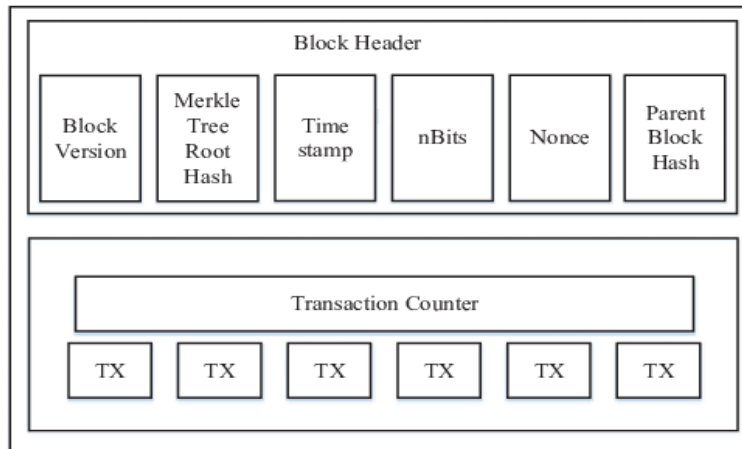 Block Header
Block
Version
Merkle
Tree
Root
Hash
Time
stamp
nBits
Nonce
Parent
Block
Hash
Transaction Counter
TX
TX
TX
TX
TX
TX